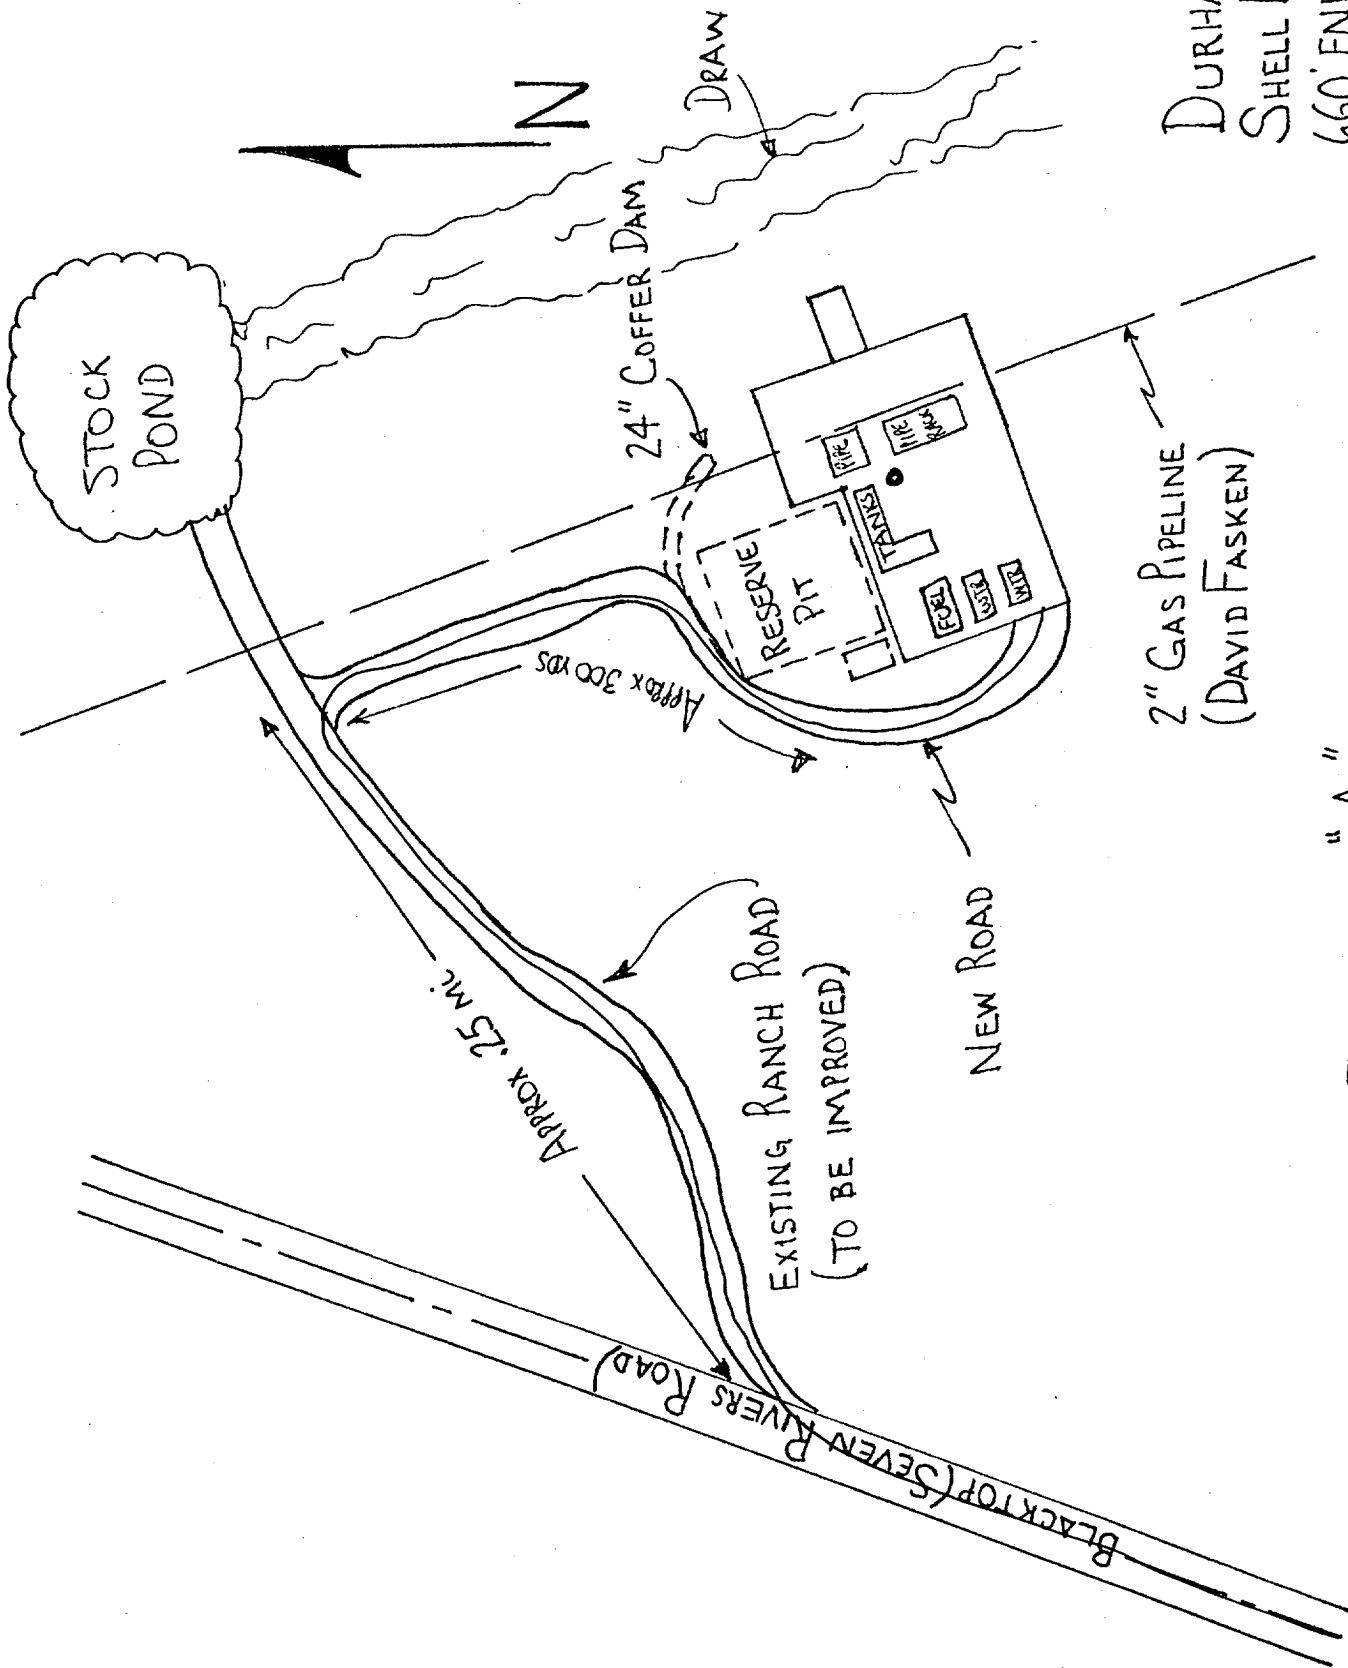 N
DRAW
STOCK
POND
24" COFFER DAM
PIPE
PIPE
RACK
TANKS
RESERVE
PIT
FUEL
WTR
WTR
APPROX 300 YDS
2" GAS PIPELINE
(DAVID FASKEN)
NEW ROAD
APPROX .25 Mi
EXISTING RANCH ROAD
(TO BE IMPROVED)
BLACKTOP (SEVEN RIVERS ROAD)
SHELL
660' FN
"A"